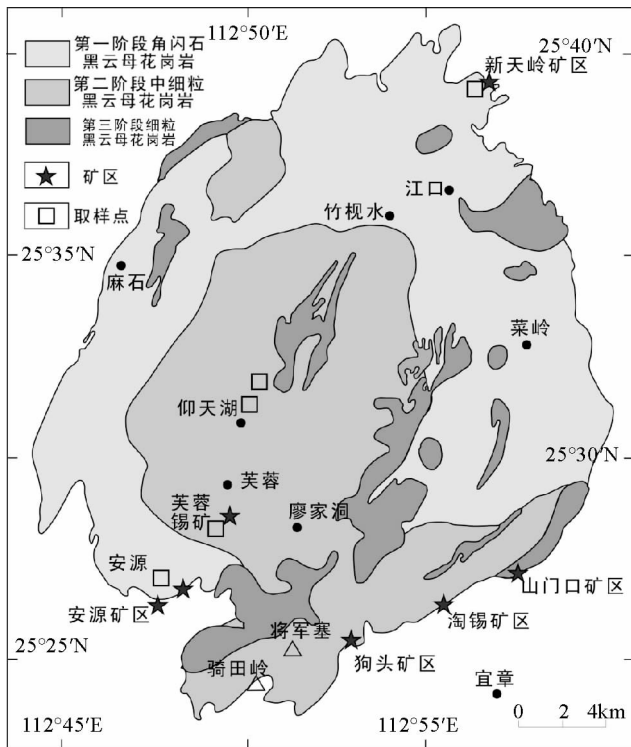 112°50′E
25°40′N
第一阶段角闪石
黑云母花岗岩
第二阶段中细粒
黑云母花岗岩
第三阶段细粒
黑云母花岗岩
矿区
取样点
新天岭矿区
江口
竹枧水
25°35′N
麻石
菜岭
仰天湖
25°30′N
芙蓉
芙蓉
锡矿
廖家洞
安源
安源矿区
山门口矿区
淘锡矿区
将军塞
25°25′N
狗头矿区
骑田岭
宜章
0 2 4km
112°45′E
112°55′E